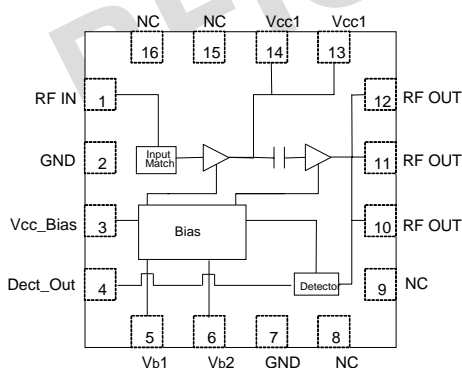 NC NC Vcc1 Vcc1
16 15 14 13
RF IN 1 12 RF OUT
GND 2 Input Match 11 RF OUT
Vcc_Bias 3 Bias 10 RF OUT
Dect_Out 4 Detector 9 NC
5 6 7 8
Vb1 Vb2 GND NC